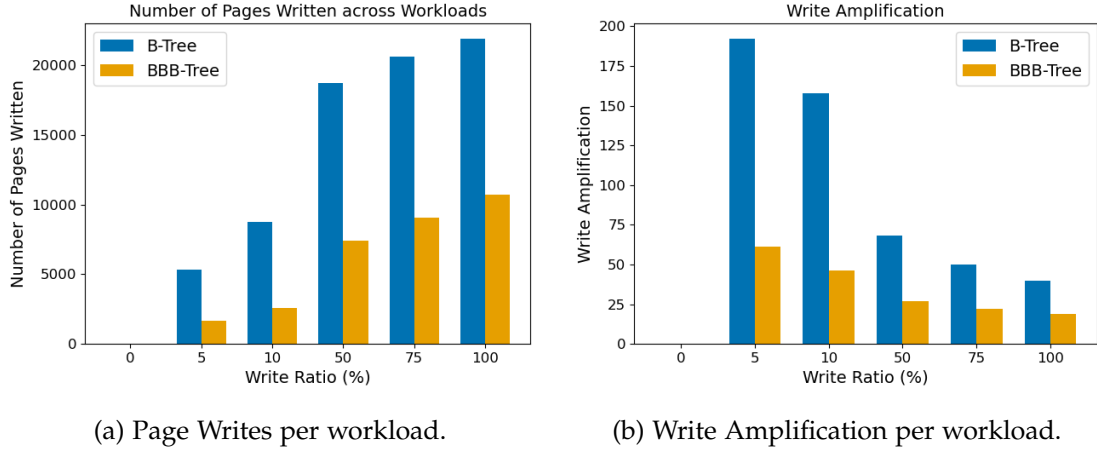 Number of Pages Written across Workloads
B-Tree
BBB-Tree
Number of Pages Written
20000
15000
10000
5000
0
0 5 10 50 75 100
Write Ratio (%)
(a) Page Writes per workload.
Write Amplification
B-Tree
BBB-Tree
Write Amplification
200
175
150
125
100
75
50
25
0
0 5 10 50 75 100
Write Ratio (%)
(b) Write Amplification per workload.